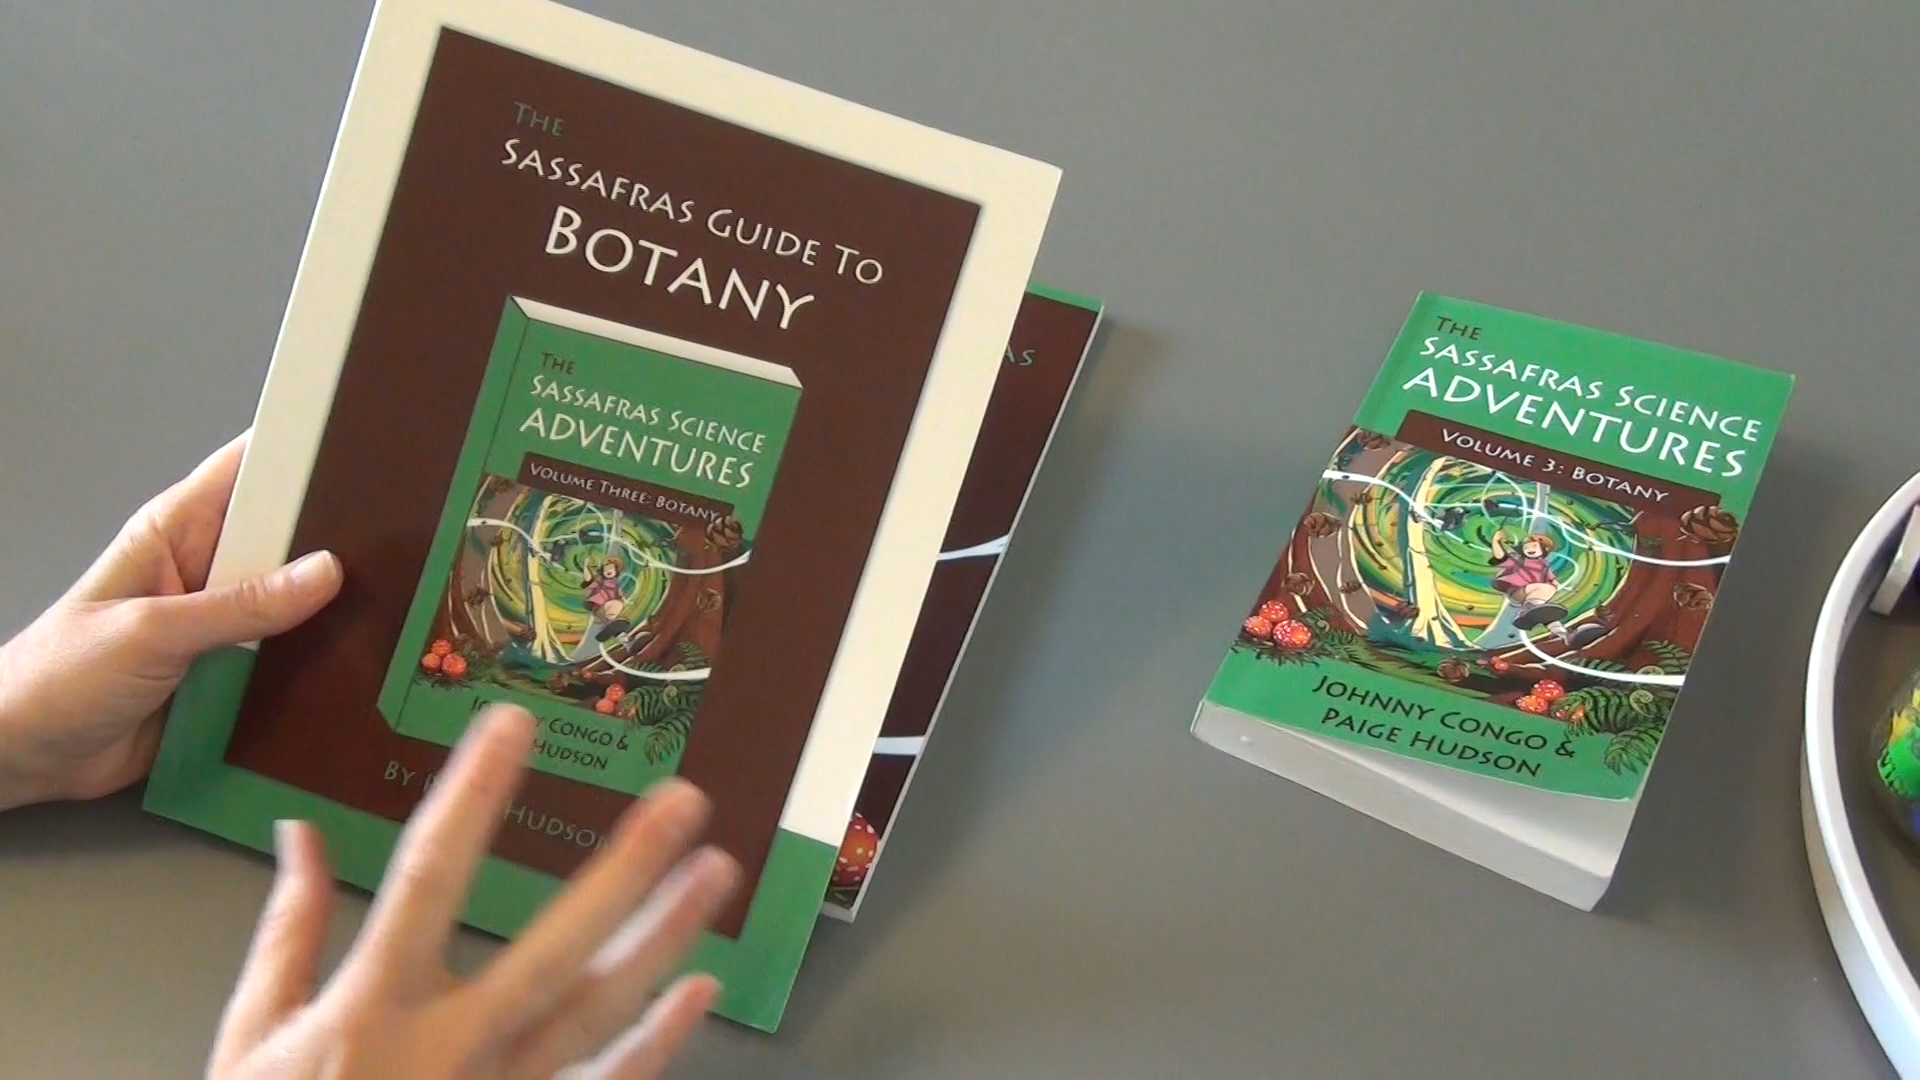 THE
SASSAFRAS GUIDE TO
BOTANY
THE
SASSAFRAS SCIENCE
ADVENTURES
VOLUME THREE: BOTANY
CONGO &
HUDSON
BY HUDSON
AS
THE
SASSAFRAS SCIENCE
ADVENTURES
VOLUME 3: BOTANY
JOHNNY CONGO &
PAIGE HUDSON